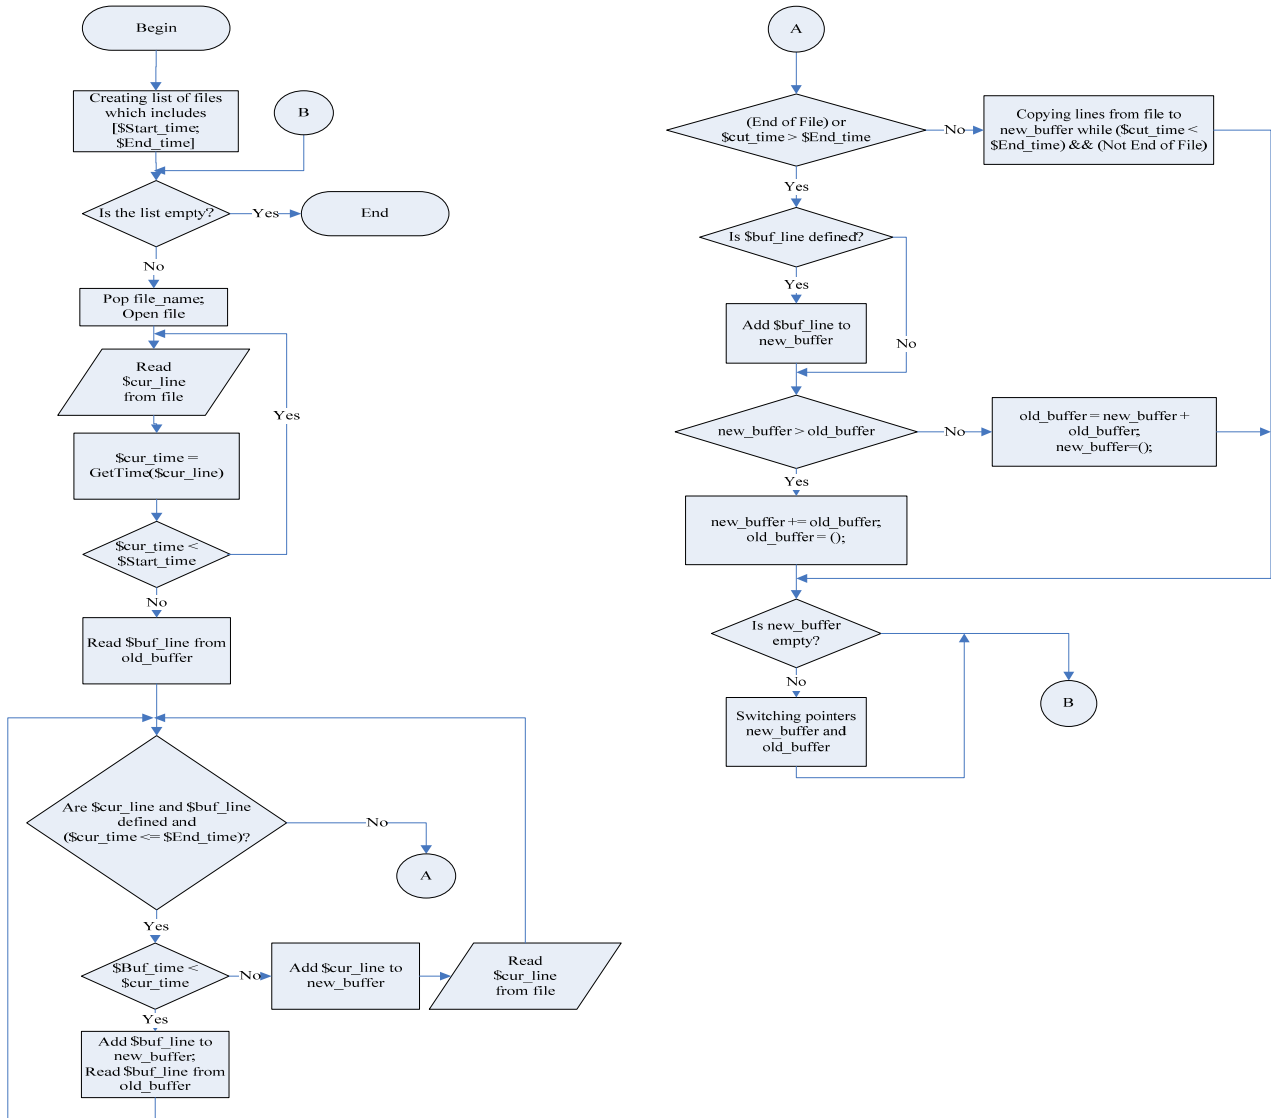 Begin
Creating list of files
which includes
[$Start_time;
$End_time]
B
Is the list empty?
Yes
End
No
Pop file_name;
Open file
Read
$cur_line
from file
Yes
$cur_time =
GetTime($cur_line)
$cur_time <
$Start_time
No
Read $buf_line from
old_buffer
Are $cur_line and $buf_line
defined and
($cur_time <= $End_time)?
No
A
Yes
$Buf_time <
$cur_time
No
Add $cur_line to
new_buffer
Read
$cur_line
from file
Yes
Add $buf_line to
new_buffer;
Read $buf_line from
old_buffer
A
(End of File) or
$cut_time > $End_time
No
Copying lines from file to
new_buffer while ($cut_time <
$End_time) && (Not End of File)
Yes
Is $buf_line defined?
Yes
Add $buf_line to
new_buffer
No
new_buffer > old_buffer
No
old_buffer = new_buffer +
old_buffer;
new_buffer=();
Yes
new_buffer += old_buffer;
old_buffer = ();
Is new_buffer
empty?
No
B
Switching pointers
new_buffer and
old_buffer